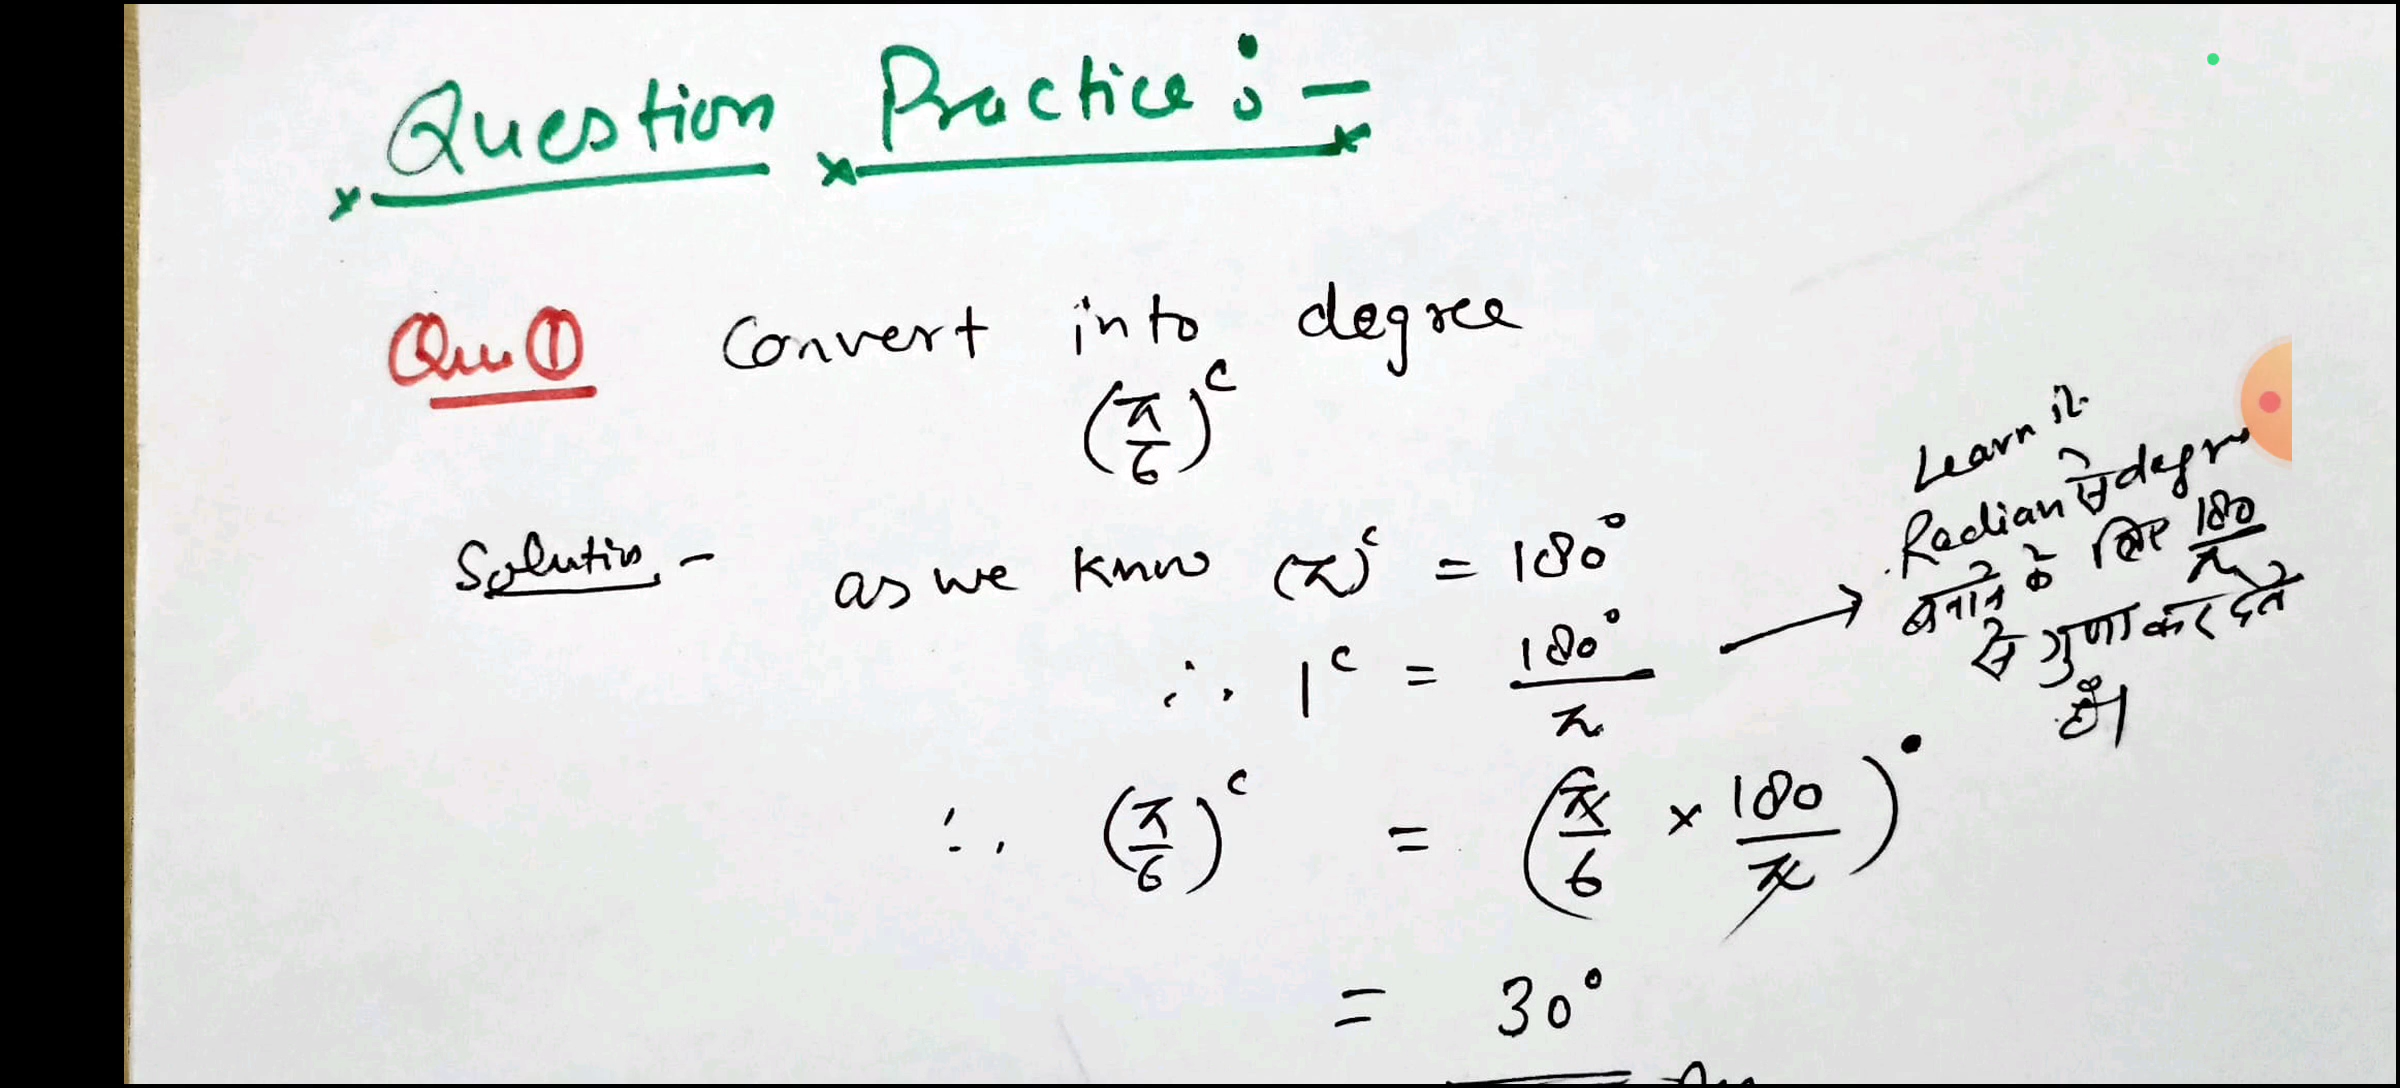 Question Practice :-
Que ① Convert into degree
(π/6)ᶜ
Solution - as we know (π)ᶜ = 180°
∴ 1ᶜ = 180°/π
Learn it
Radian से degree
बनाने के लिए 180/π
से गुणा कर देते
हैं।
∴ (π/6)ᶜ = (π/6 × 180/π)°
= 30°